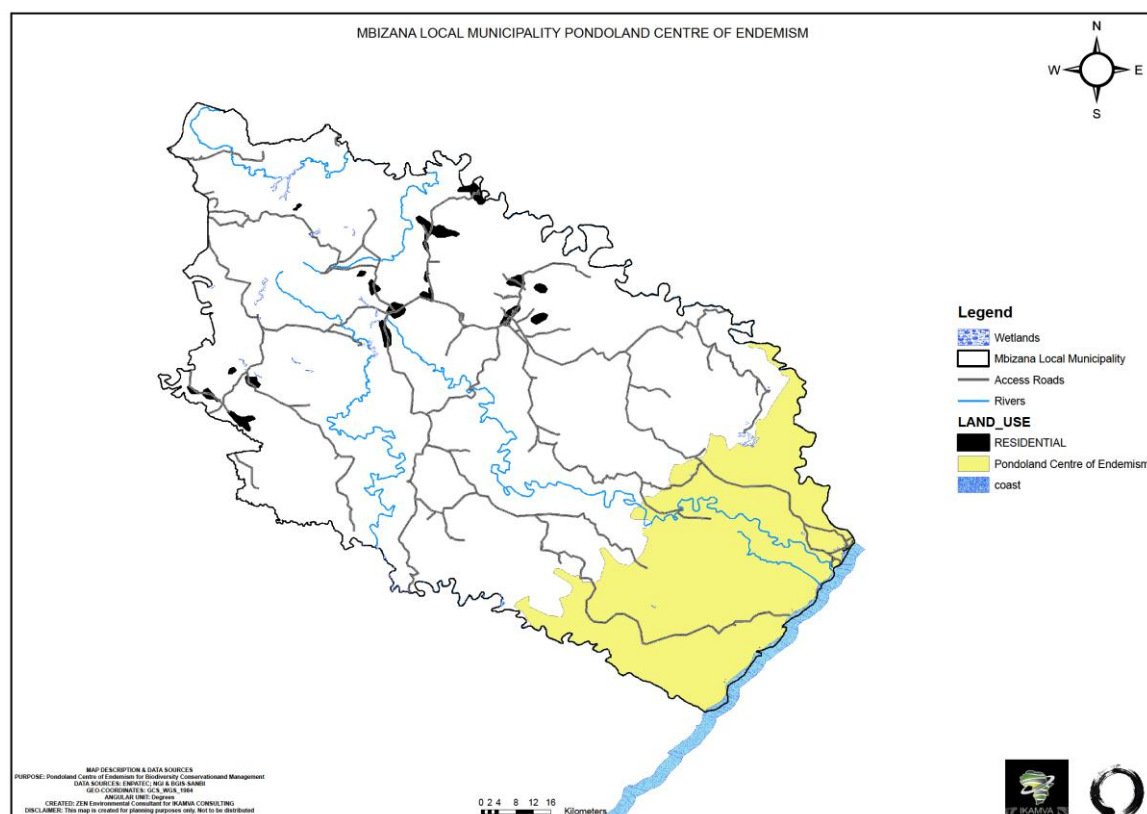 MBIZANA LOCAL MUNICIPALITY PONDOLAND CENTRE OF ENDEMISM
N
W E
S
Legend
Wetlands
Mbizana Local Municipality
Access Roads
Rivers
LAND_USE
RESIDENTIAL
Pondoland Centre of Endemism
coast
MAP DESCRIPTION & DATA SOURCES
PURPOSE: Pondoland Centre of Endemism for Biodiversity Conservationand Management
DATA SOURCES: ENPATEC; NGI & BGIS-SANBI
GEO-COORDINATES: GCS_WGS_1984
ANGULAR UNIT: Degrees
CREATED: ZEN Environmental Consultant for IKAMVA CONSULTING
DISCLAIMER: This map is created for planning purposes only. Not to be distributed
0 2 4 8 12 16 Kilometers
IKAMVA